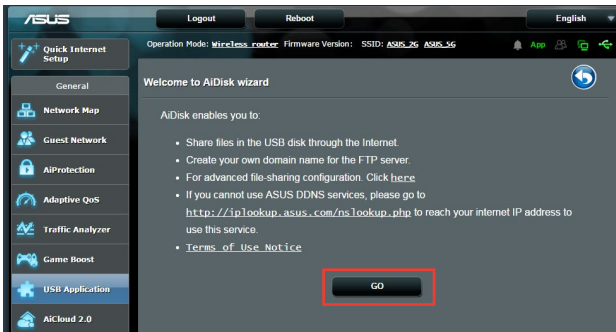 ASUS
Logout
Reboot
English
Quick Internet
Setup
Operation Mode: Wireless router Firmware Version: SSID: ASUS_2G ASUS_5G
App
General
Network Map
Guest Network
AiProtection
Adaptive QoS
Traffic Analyzer
Game Boost
USB Application
AiCloud 2.0
Welcome to AiDisk wizard
AiDisk enables you to:
• Share files in the USB disk through the Internet.
• Create your own domain name for the FTP server.
• For advanced file-sharing configuration. Click here
• If you cannot use ASUS DDNS services, please go to
http://iplookup.asus.com/nslookup.php to reach your internet IP address to
use this service.
• Terms of Use Notice
GO